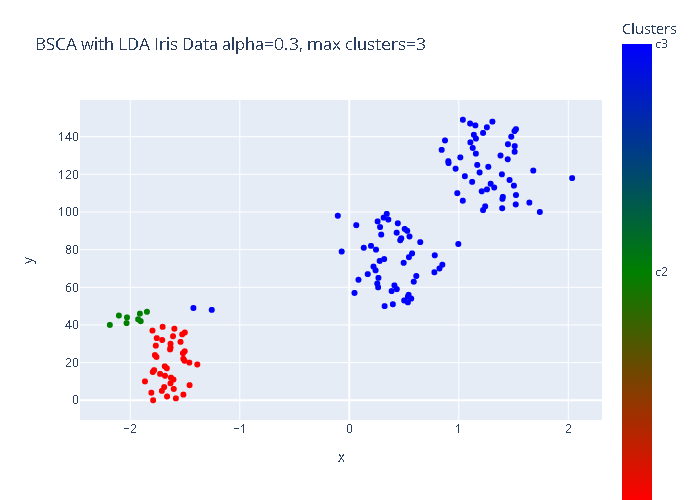 BSCA with LDA Iris Data alpha=0.3, max clusters=3
Clusters
c3
c2
y
140
120
100
80
60
40
20
0
−2
−1
0
1
2
x